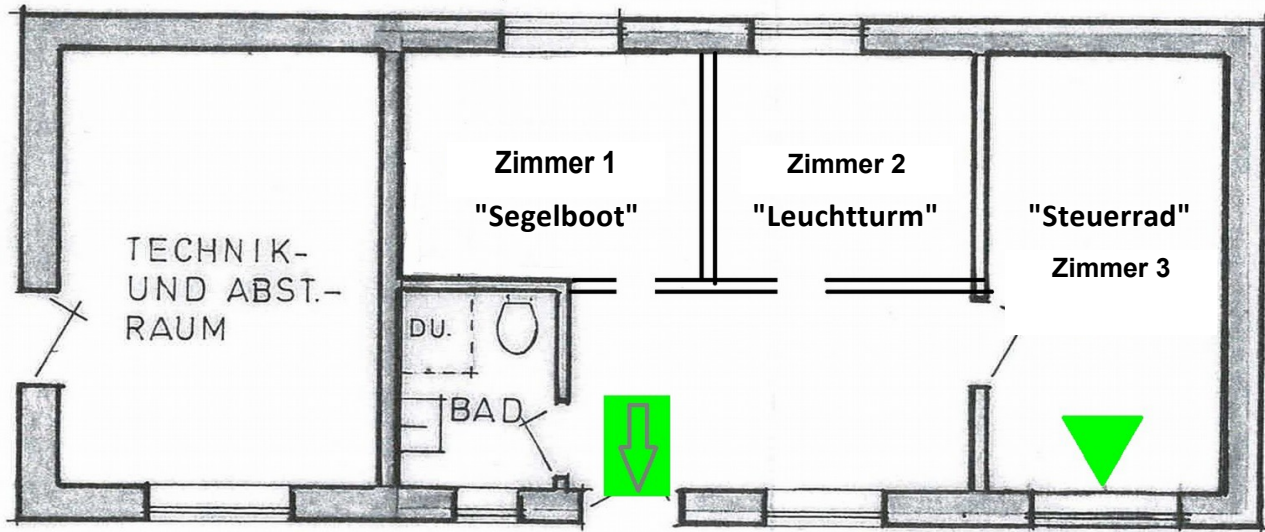 Zimmer 1
"Segelboot"
Zimmer 2
"Leuchtturm"
"Steuerrad"
Zimmer 3
TECHNIK-
UND ABST.-
RAUM
DU.
BAD